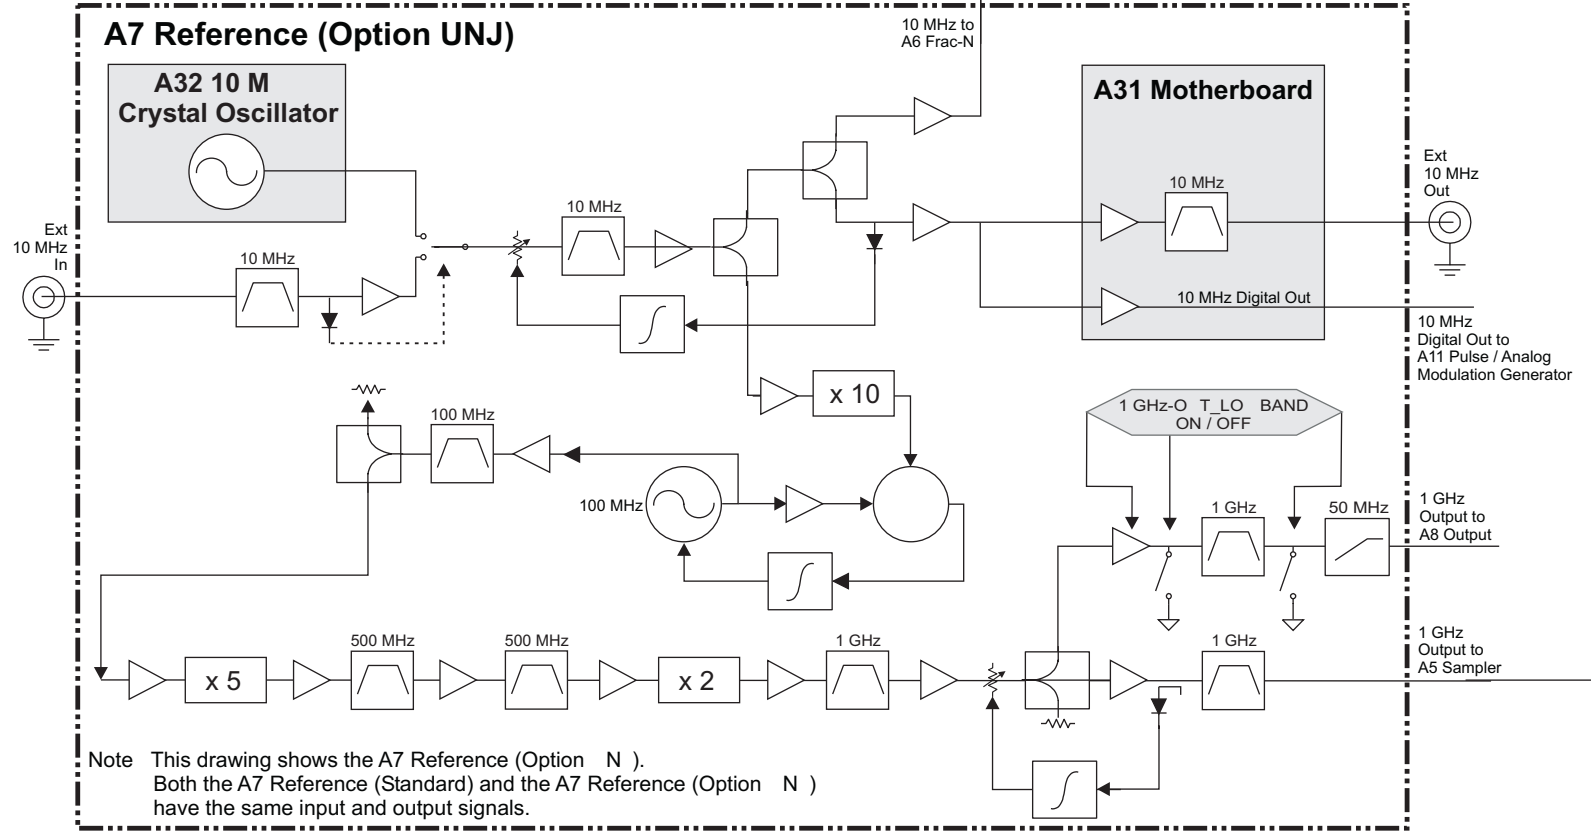 A7 Reference (Option UNJ)
10 MHz to
A6 Frac-N
A32 10 M
Crystal Oscillator
A31 Motherboard
Ext
10 MHz
Out
10 MHz
10 MHz
Ext
10 MHz
In
10 MHz
10 MHz Digital Out
10 MHz
Digital Out to
A11 Pulse / Analog
Modulation Generator
x 10
1 GHz-O T_LO BAND
ON / OFF
100 MHz
100 MHz
1 GHz
50 MHz
1 GHz
Output to
A8 Output
500 MHz
500 MHz
1 GHz
1 GHz
1 GHz
Output to
A5 Sampler
x 5
x 2
Note This drawing shows the A7 Reference (Option N ).
Both the A7 Reference (Standard) and the A7 Reference (Option N )
have the same input and output signals.